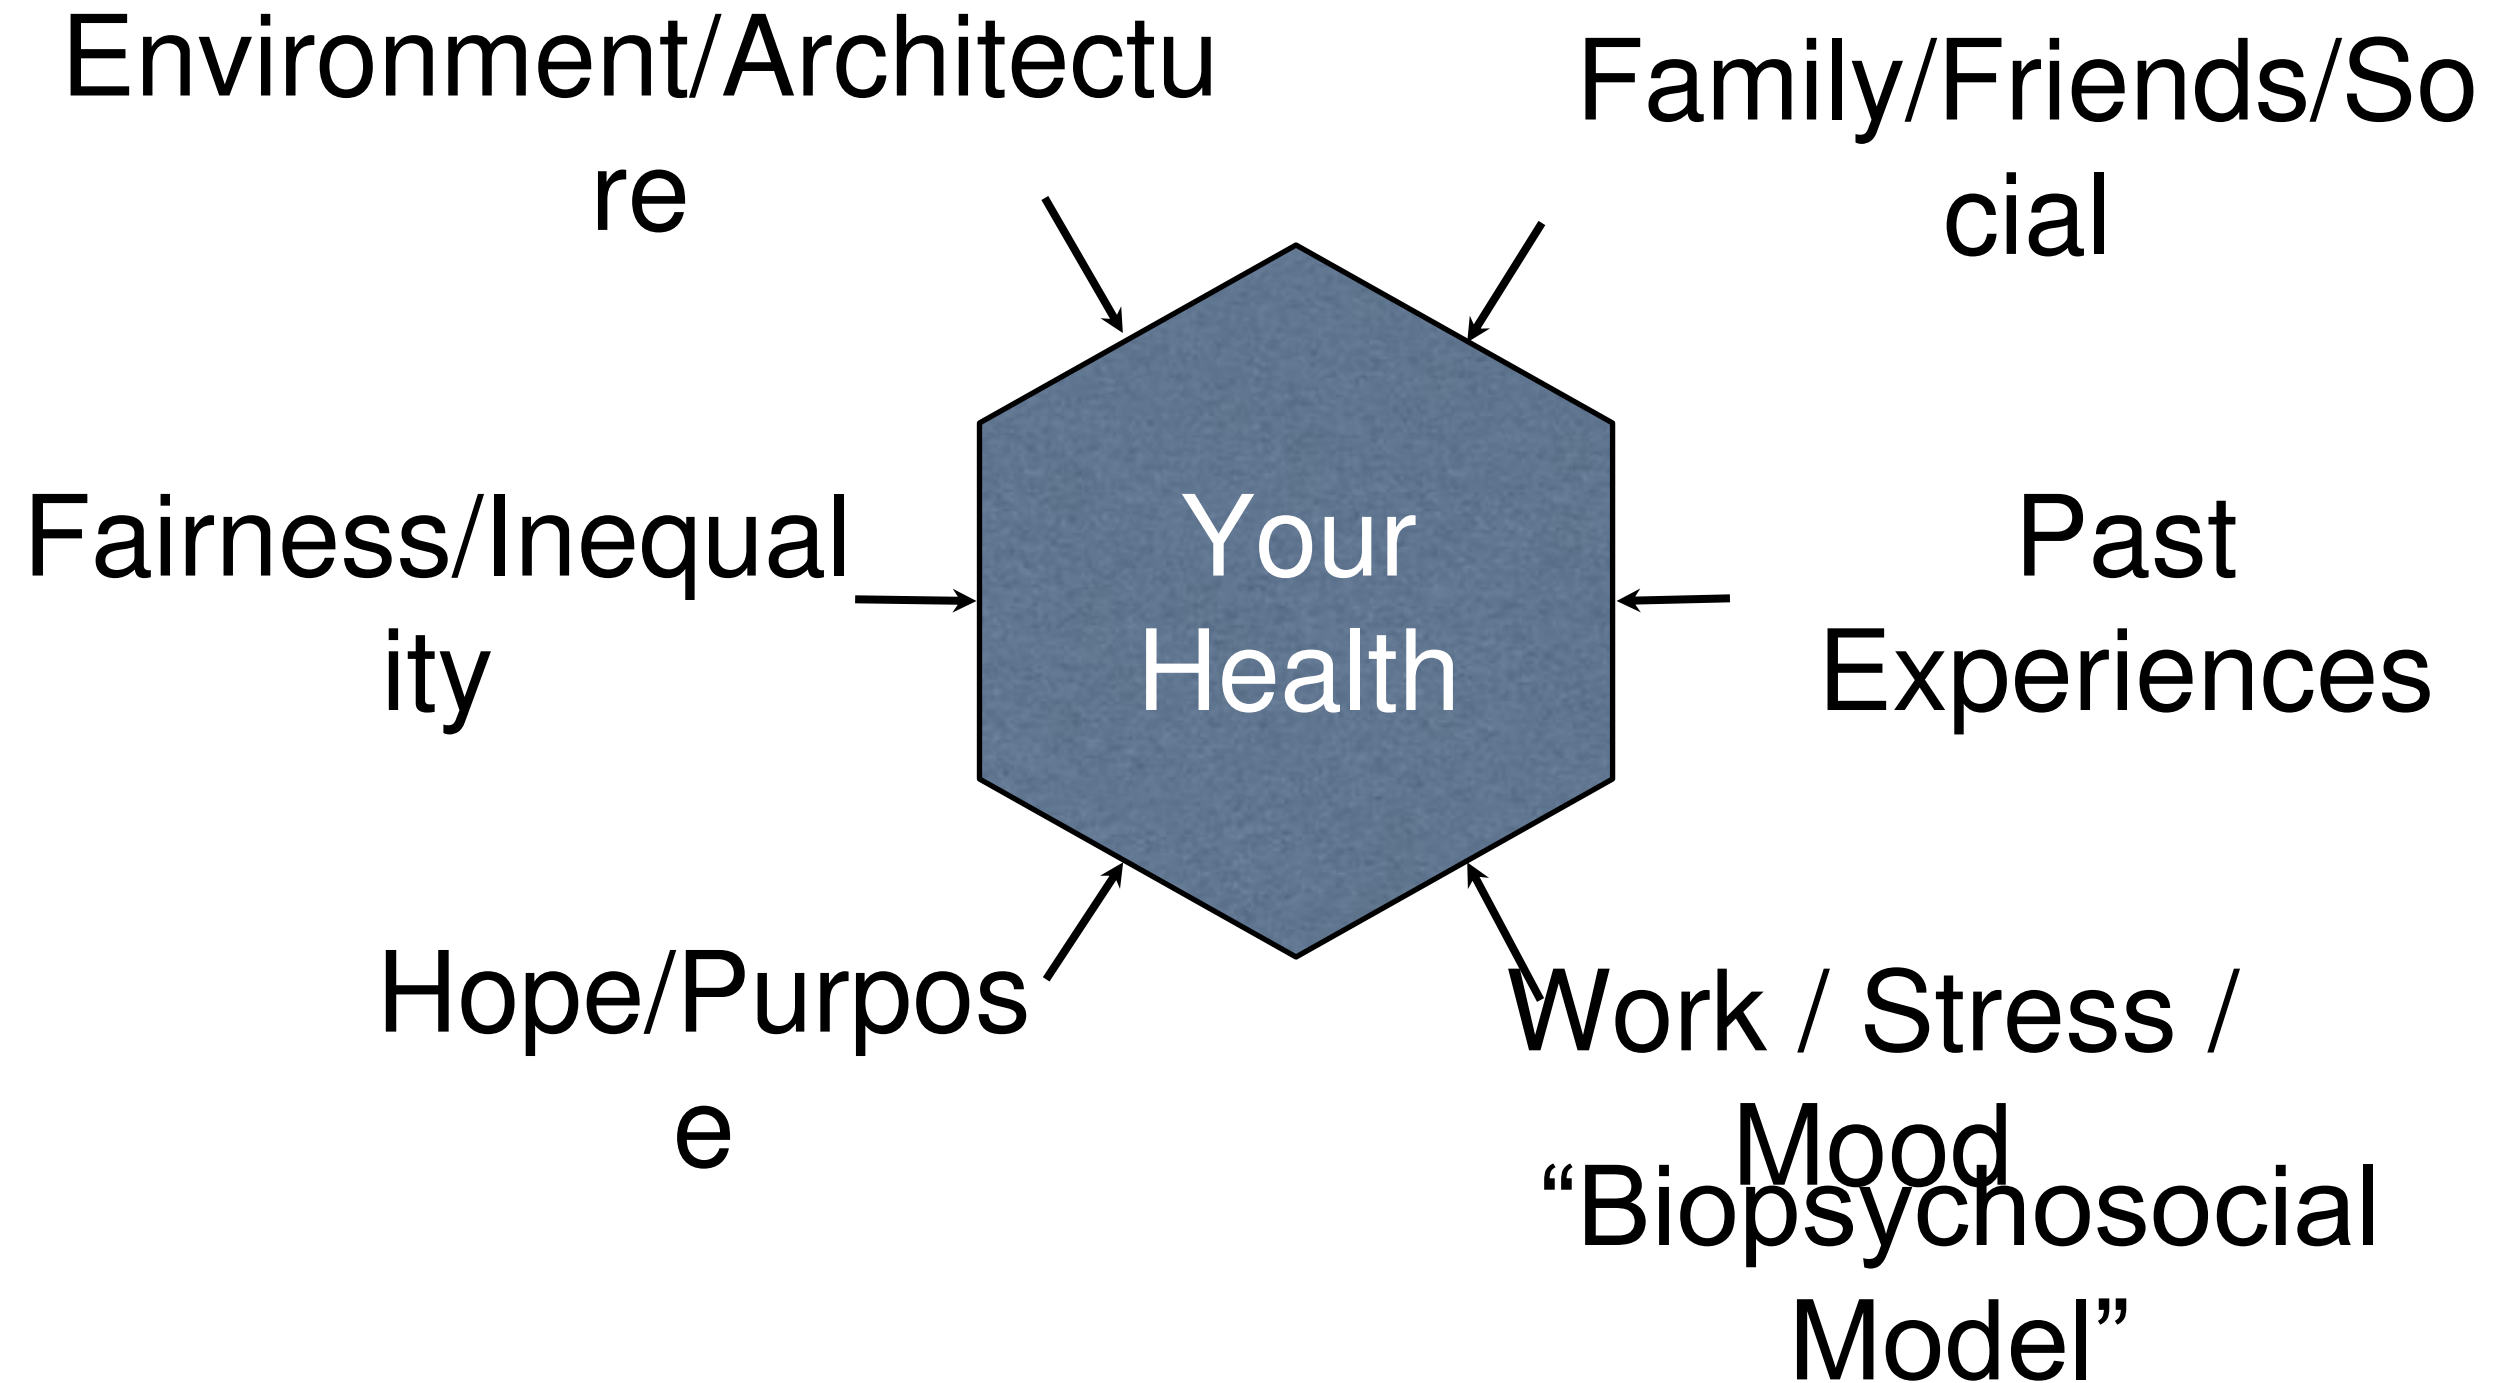 Environment/Architectu
re
Family/Friends/So
cial
Fairness/Inequal
ity
Your
Health
Past
Experiences
Hope/Purpos
e
Work / Stress /
Mood
“Biopsychosocial
Model”